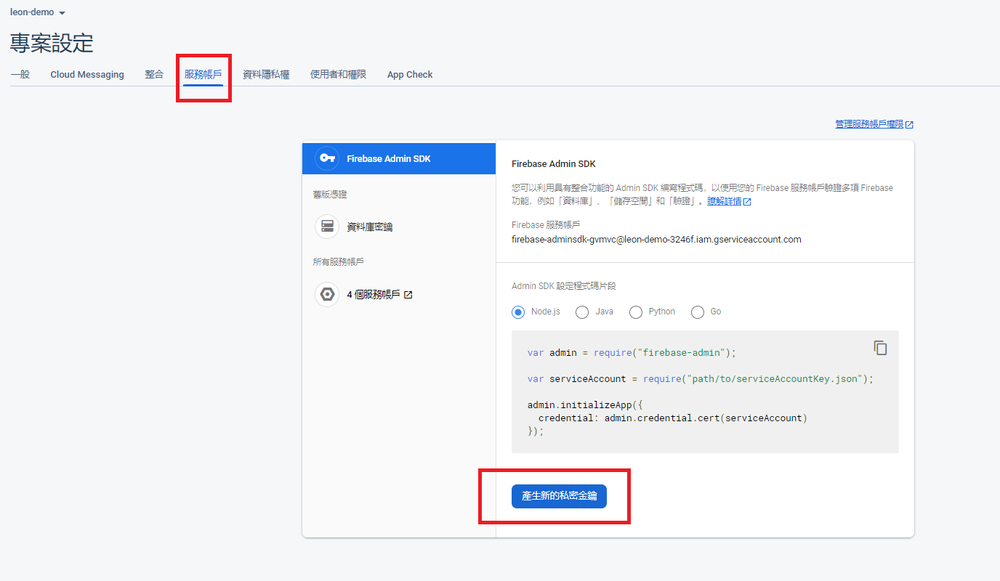 leon-demo
專案設定
一般 Cloud Messaging 整合 服務帳戶 資料隱私權 使用者和權限 App Check
管理服務帳戶權限
Firebase Admin SDK
舊版憑證
資料庫密鑰
所有服務帳戶
4 個服務帳戶
Firebase Admin SDK
您可以利用具有整合功能的 Admin SDK 編寫程式碼，以使用您的 Firebase 服務帳戶驗證多項 Firebase
功能，例如「資料庫」、「儲存空間」和「驗證」。瞭解詳情
Firebase 服務帳戶
firebase-adminsdk-gvmvc@leon-demo-3246f.iam.gserviceaccount.com
Admin SDK 設定程式碼片段
Node.js Java Python Go
var admin = require("firebase-admin");
var serviceAccount = require("path/to/serviceAccountKey.json");
admin.initializeApp({
  credential: admin.credential.cert(serviceAccount)
});
產生新的私密金鑰